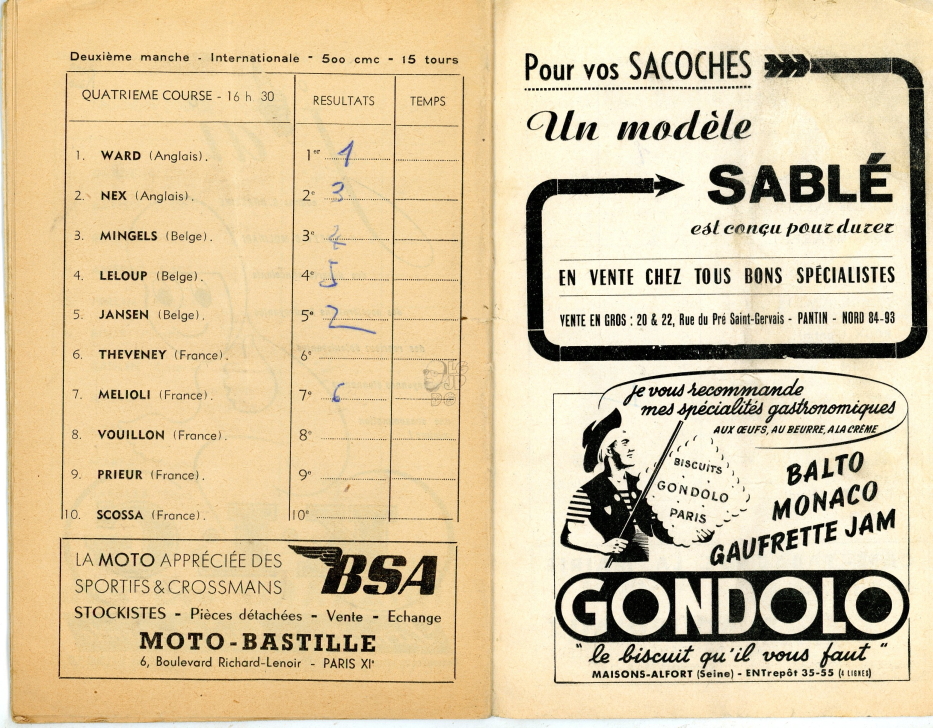 Deuxième manche - Internationale - 500 cmc - 15 tours
QUATRIEME COURSE - 16 h 30 RESULTATS TEMPS
1. WARD (Anglais). 1er 1
2. NEX (Anglais). 2e 3
3. MINGELS (Belge). 3e 4
4. LELOUP (Belge). 4e 5
5. JANSEN (Belge). 5e 2
6. THEVENEY (France). 6e
7. MELIOLI (France). 7e 6
8. VOUILLON (France). 8e
9. PRIEUR (France). 9e
10. SCOSSA (France). 10e
LA MOTO APPRÉCIÉE DES
SPORTIFS & CROSSMANS
BSA
STOCKISTES - Pièces détachées - Vente - Echange
MOTO-BASTILLE
6, Boulevard Richard-Lenoir - PARIS XIe
Pour vos SACOCHES
Un modèle
SABLÉ
est conçu pour durer
EN VENTE CHEZ TOUS BONS SPÉCIALISTES
VENTE EN GROS : 20 & 22, Rue du Pré Saint-Gervais - PANTIN - NORD 84-93
je vous recommande
mes spécialités gastronomiques
AUX ŒUFS, AU BEURRE, A LA CRÈME
BISCUITS
GONDOLO
PARIS
BALTO
MONACO
GAUFRETTE JAM
GONDOLO
"le biscuit qu'il vous faut"
MAISONS-ALFORT (Seine) - ENTrepôt 35-55 (4 LIGNES)